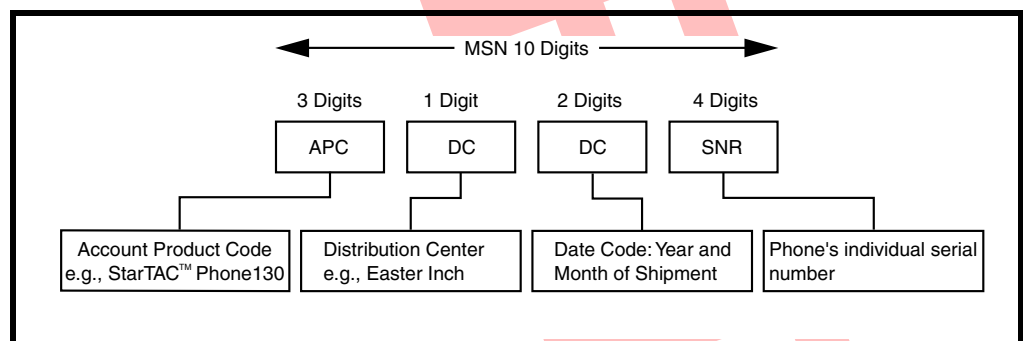 MSN 10 Digits
3 Digits 1 Digit 2 Digits 4 Digits
APC DC DC SNR
Account Product Code
e.g., StarTAC™ Phone130
Distribution Center
e.g., Easter Inch
Date Code: Year and
Month of Shipment
Phone's individual serial
number